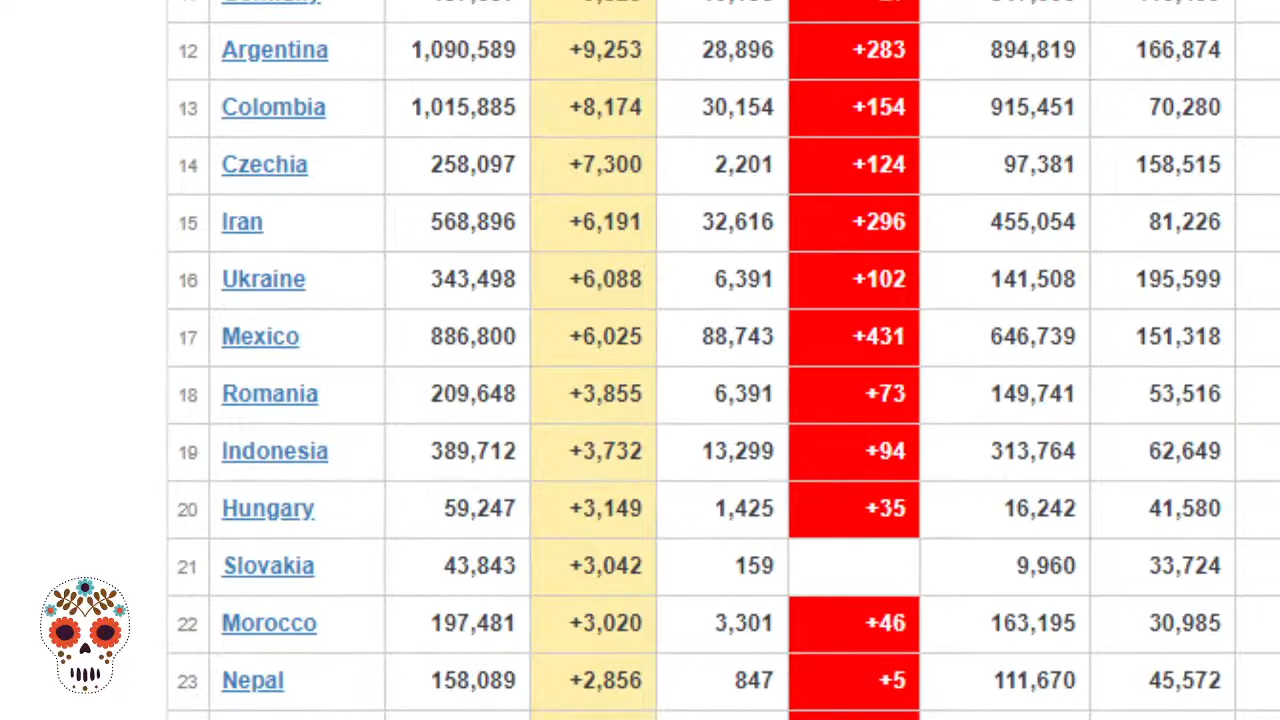 12 Argentina 1,090,589 +9,253 28,896 +283 894,819 166,874
13 Colombia 1,015,885 +8,174 30,154 +154 915,451 70,280
14 Czechia 258,097 +7,300 2,201 +124 97,381 158,515
15 Iran 568,896 +6,191 32,616 +296 455,054 81,226
16 Ukraine 343,498 +6,088 6,391 +102 141,508 195,599
17 Mexico 886,800 +6,025 88,743 +431 646,739 151,318
18 Romania 209,648 +3,855 6,391 +73 149,741 53,516
19 Indonesia 389,712 +3,732 13,299 +94 313,764 62,649
20 Hungary 59,247 +3,149 1,425 +35 16,242 41,580
21 Slovakia 43,843 +3,042 159 9,960 33,724
22 Morocco 197,481 +3,020 3,301 +46 163,195 30,985
23 Nepal 158,089 +2,856 847 +5 111,670 45,572